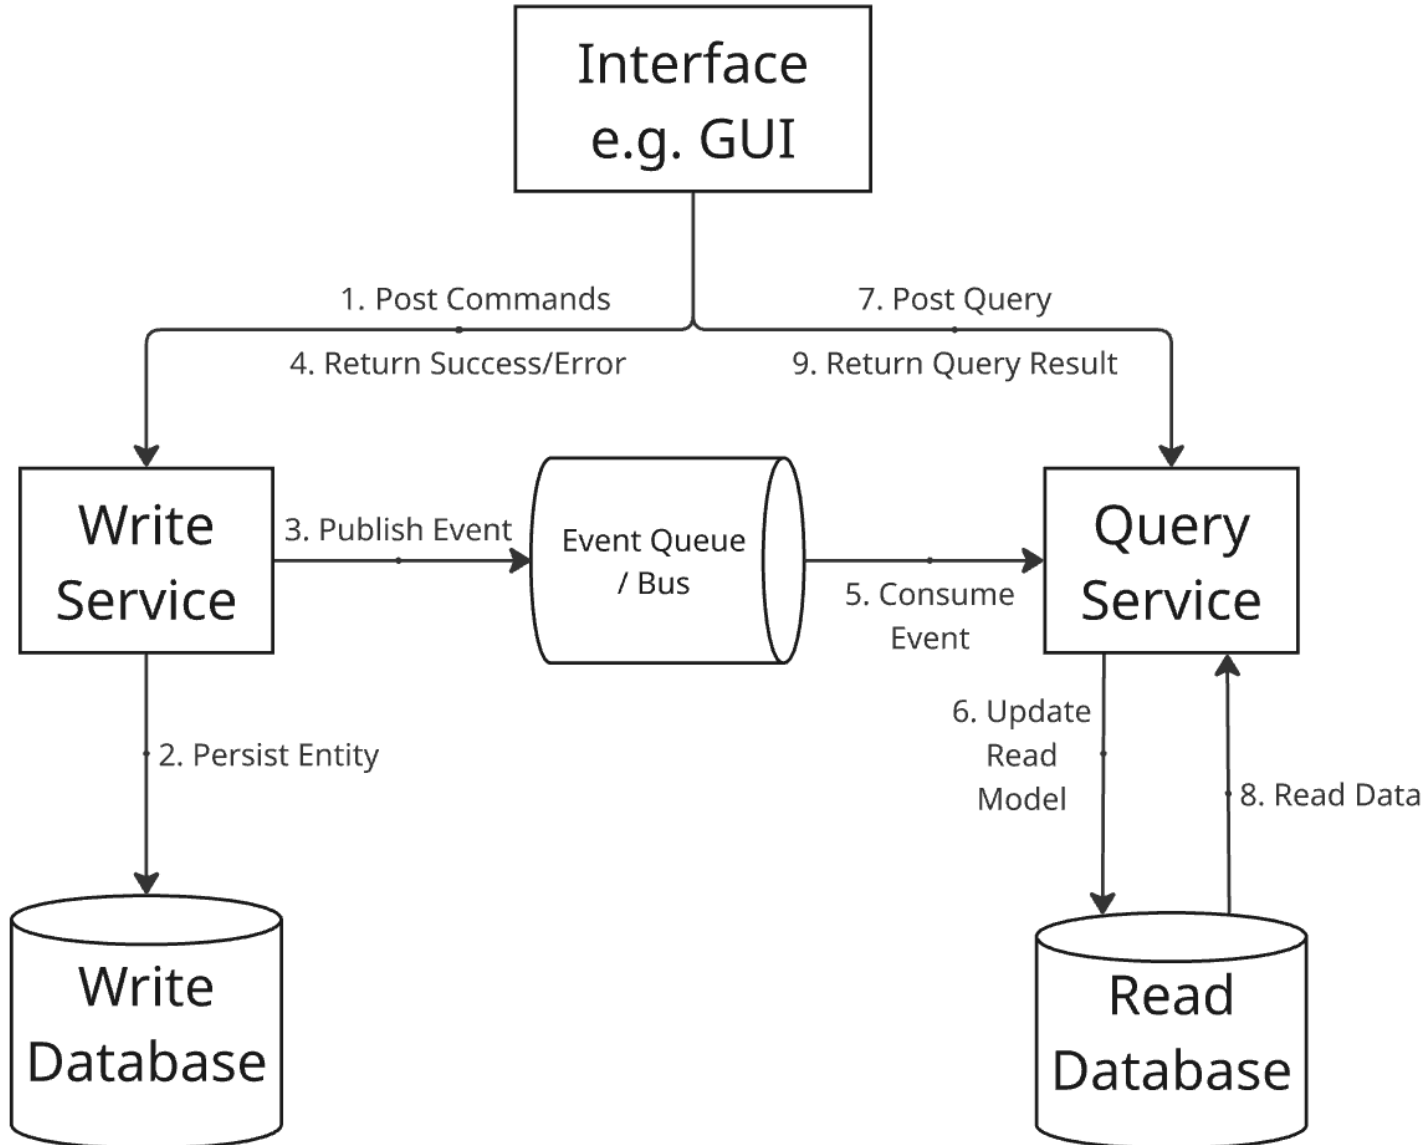 Interface
e.g. GUI
1. Post Commands
7. Post Query
4. Return Success/Error
9. Return Query Result
Write
Service
3. Publish Event
Event Queue
/ Bus
5. Consume
Event
Query
Service
2. Persist Entity
6. Update
Read
Model
8. Read Data
Write
Database
Read
Database